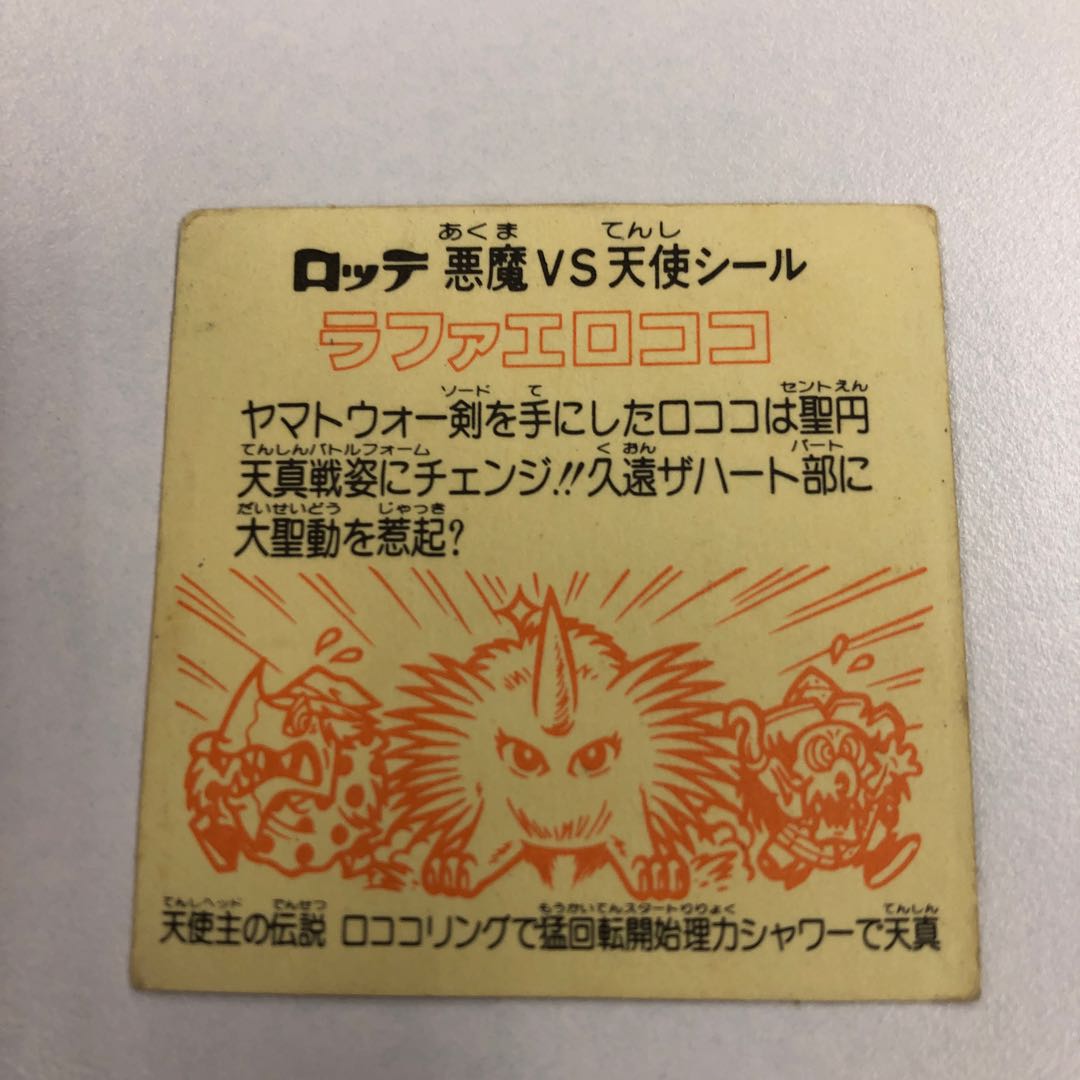 あくま てんし
ロッテ 悪魔VS天使シール
ラファエロココ
ソード て セントえん
ヤマトウォー剣を手にしたロココは聖円
てんしんバトルフォーム くおん パート
天真戦姿にチェンジ!!久遠ザハート部に
だいせいどう じゃっき
大聖動を惹起?
てんしヘッド でんせつ もうかいてんスタートりりょく てんしん
天使主の伝説 ロココリングで猛回転開始理力シャワーで天真